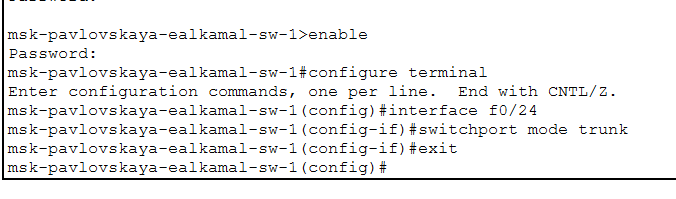 msk-pavlovskaya-ealkamal-sw-1>enable
Password:
msk-pavlovskaya-ealkamal-sw-1#configure terminal
Enter configuration commands, one per line.  End with CNTL/Z.
msk-pavlovskaya-ealkamal-sw-1(config)#interface f0/24
msk-pavlovskaya-ealkamal-sw-1(config-if)#switchport mode trunk
msk-pavlovskaya-ealkamal-sw-1(config-if)#exit
msk-pavlovskaya-ealkamal-sw-1(config)#